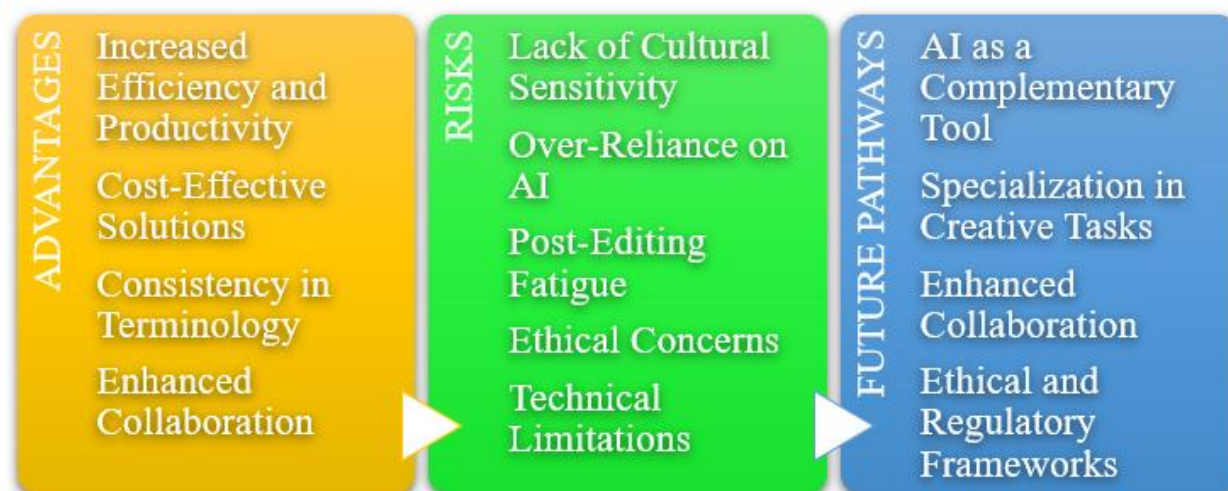 ADVANTAGES
Increased
Efficiency and
Productivity
Cost-Effective
Solutions
Consistency in
Terminology
Enhanced
Collaboration
RISKS
Lack of Cultural
Sensitivity
Over-Reliance on
AI
Post-Editing
Fatigue
Ethical Concerns
Technical
Limitations
FUTURE PATHWAYS
AI as a
Complementary
Tool
Specialization in
Creative Tasks
Enhanced
Collaboration
Ethical and
Regulatory
Frameworks